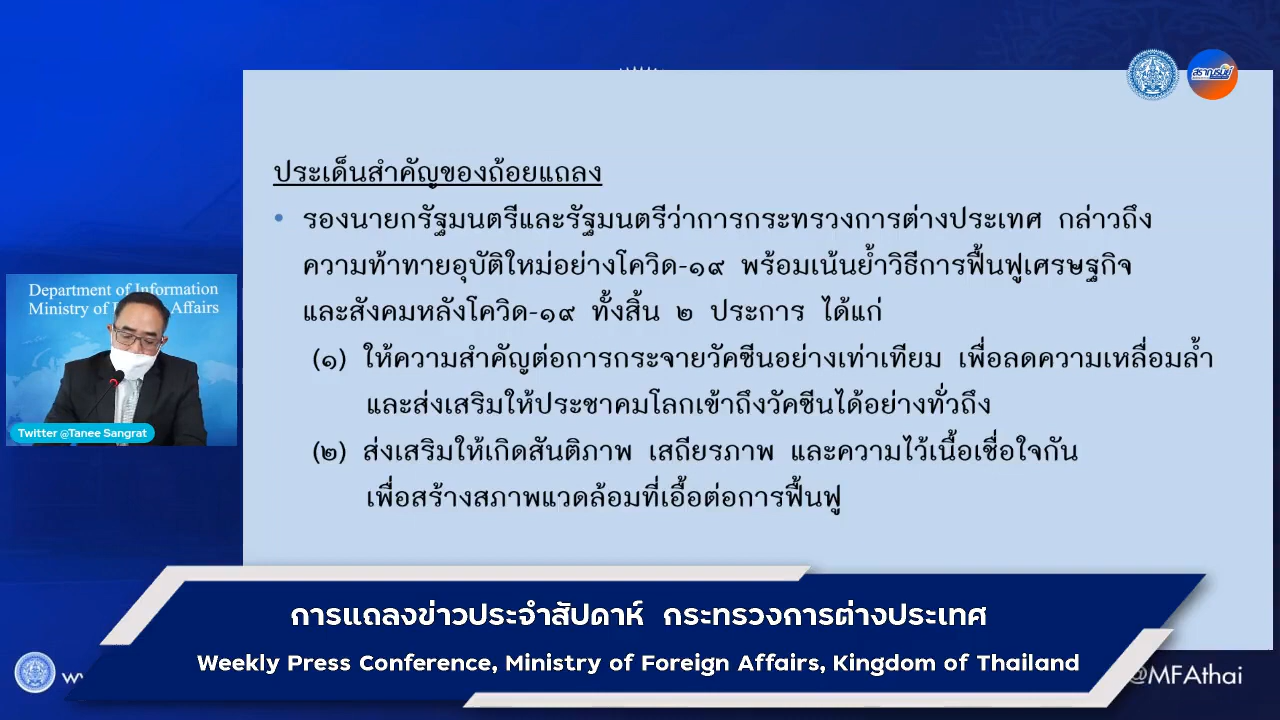 สราญรมย์
ประเด็นสำคัญของถ้อยแถลง
• รองนายกรัฐมนตรีและรัฐมนตรีว่าการกระทรวงการต่างประเทศ กล่าวถึง
ความท้าทายอุบัติใหม่อย่างโควิด-๑๙ พร้อมเน้นย้ำวิธีการฟื้นฟูเศรษฐกิจ
และสังคมหลังโควิด-๑๙ ทั้งสิ้น ๒ ประการ ได้แก่
(๑) ให้ความสำคัญต่อการกระจายวัคซีนอย่างเท่าเทียม เพื่อลดความเหลื่อมล้ำ
และส่งเสริมให้ประชาคมโลกเข้าถึงวัคซีนได้อย่างทั่วถึง
(๒) ส่งเสริมให้เกิดสันติภาพ เสถียรภาพ และความไว้เนื้อเชื่อใจกัน
เพื่อสร้างสภาพแวดล้อมที่เอื้อต่อการฟื้นฟู
Department of Information
Ministry of Affairs
Twitter @Tanee Sangrat
การแถลงข่าวประจำสัปดาห์ กระทรวงการต่างประเทศ
Weekly Press Conference, Ministry of Foreign Affairs, Kingdom of Thailand
@MFAthai